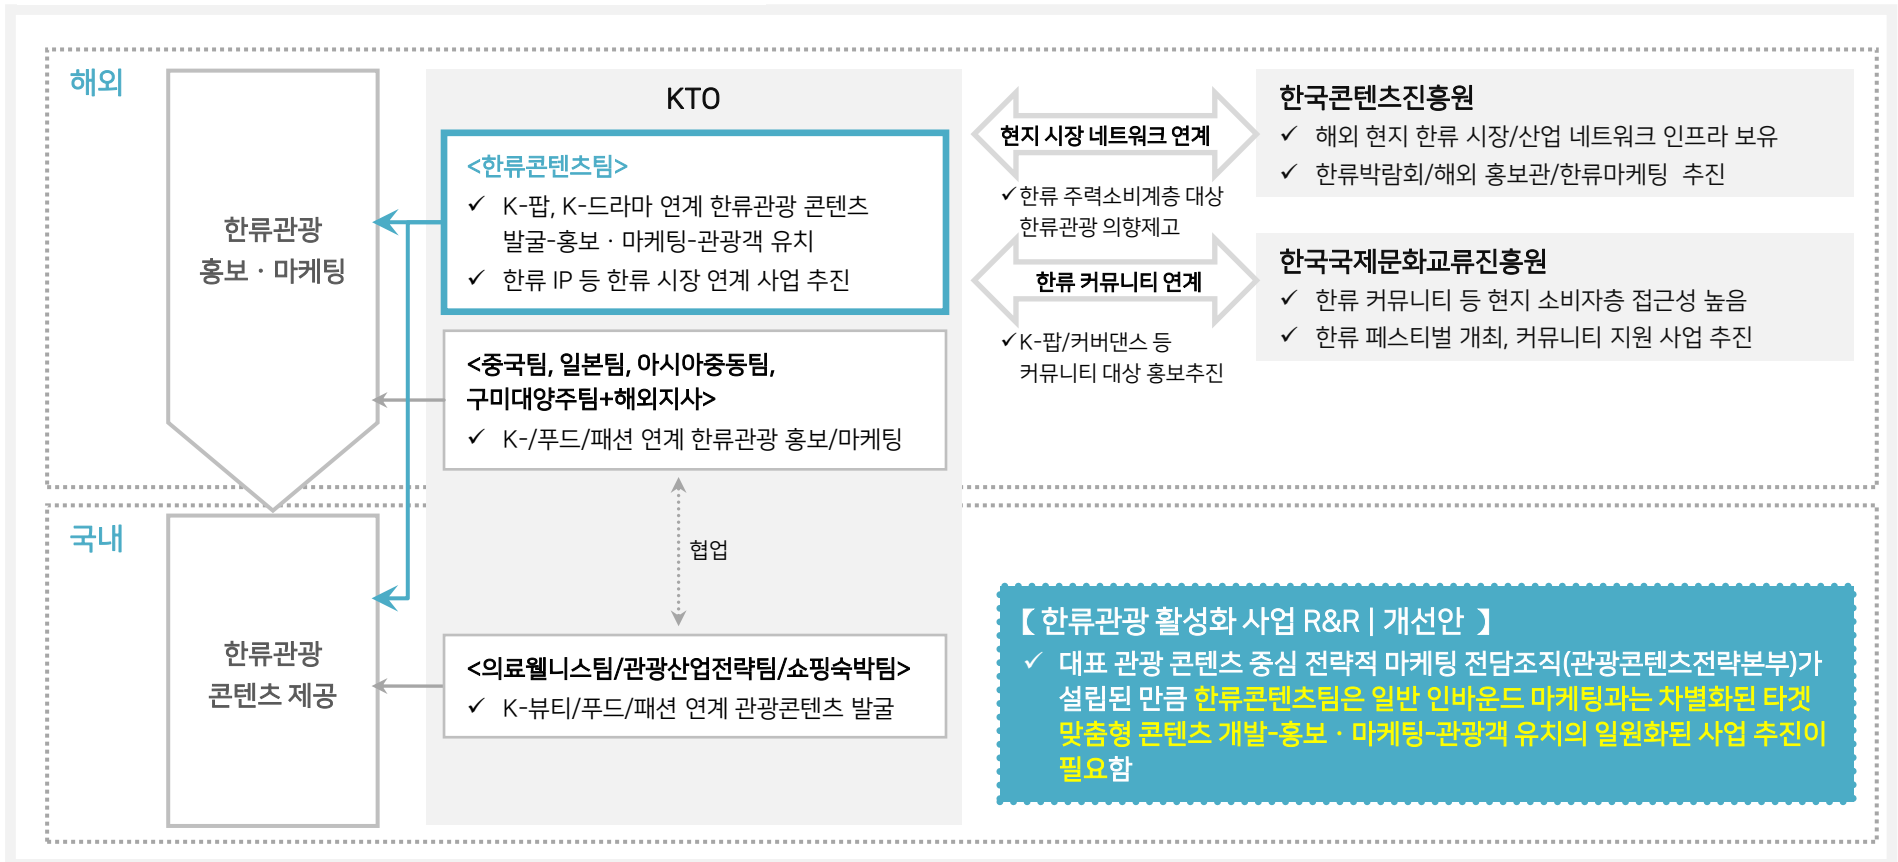 해외
한류관광
홍보 · 마케팅
KTO
<한류콘텐츠팀>
✓ K-팝, K-드라마 연계 한류관광 콘텐츠
발굴-홍보 · 마케팅-관광객 유치
✓ 한류 IP 등 한류 시장 연계 사업 추진
<중국팀, 일본팀, 아시아중동팀,
구미대양주팀+해외지사>
✓ K-/푸드/패션 연계 한류관광 홍보/마케팅
현지 시장 네트워크 연계
✓한류 주력소비계층 대상
한류관광 의향제고
한류 커뮤니티 연계
✓K-팝/커버댄스 등
커뮤니티 대상 홍보추진
한국콘텐츠진흥원
✓ 해외 현지 한류 시장/산업 네트워크 인프라 보유
✓ 한류박람회/해외 홍보관/한류마케팅 추진
한국국제문화교류진흥원
✓ 한류 커뮤니티 등 현지 소비자층 접근성 높음
✓ 한류 페스티벌 개최, 커뮤니티 지원 사업 추진
국내
한류관광
콘텐츠 제공
협업
<의료웰니스팀/관광산업전략팀/쇼핑숙박팀>
✓ K-뷰티/푸드/패션 연계 관광콘텐츠 발굴
【 한류관광 활성화 사업 R&R | 개선안 】
✓ 대표 관광 콘텐츠 중심 전략적 마케팅 전담조직(관광콘텐츠전략본부)가
설립된 만큼 한류콘텐츠팀은 일반 인바운드 마케팅과는 차별화된 타겟
맞춤형 콘텐츠 개발-홍보 · 마케팅-관광객 유치의 일원화된 사업 추진이
필요함